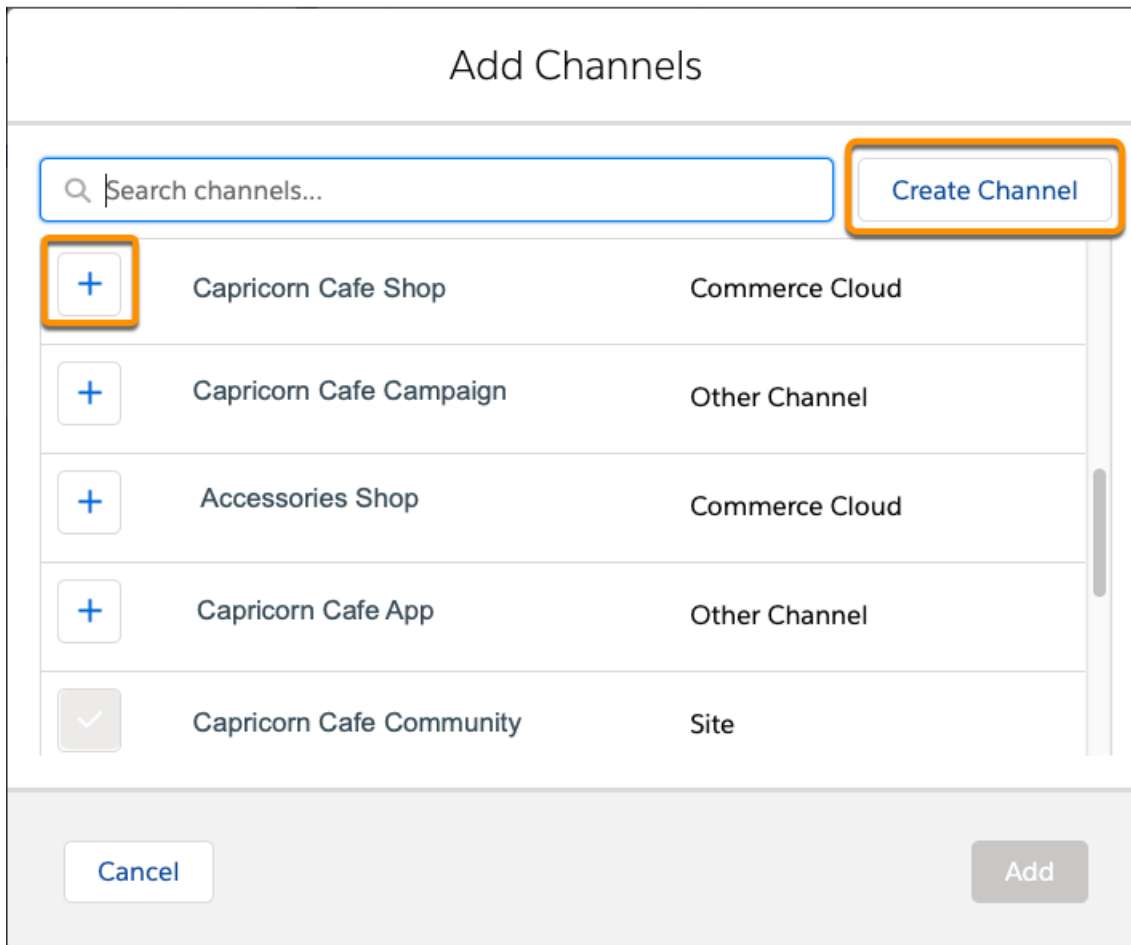 Add Channels
Search channels...
Create Channel
Capricorn Cafe Shop Commerce Cloud
Capricorn Cafe Campaign Other Channel
Accessories Shop Commerce Cloud
Capricorn Cafe App Other Channel
Capricorn Cafe Community Site
Cancel Add